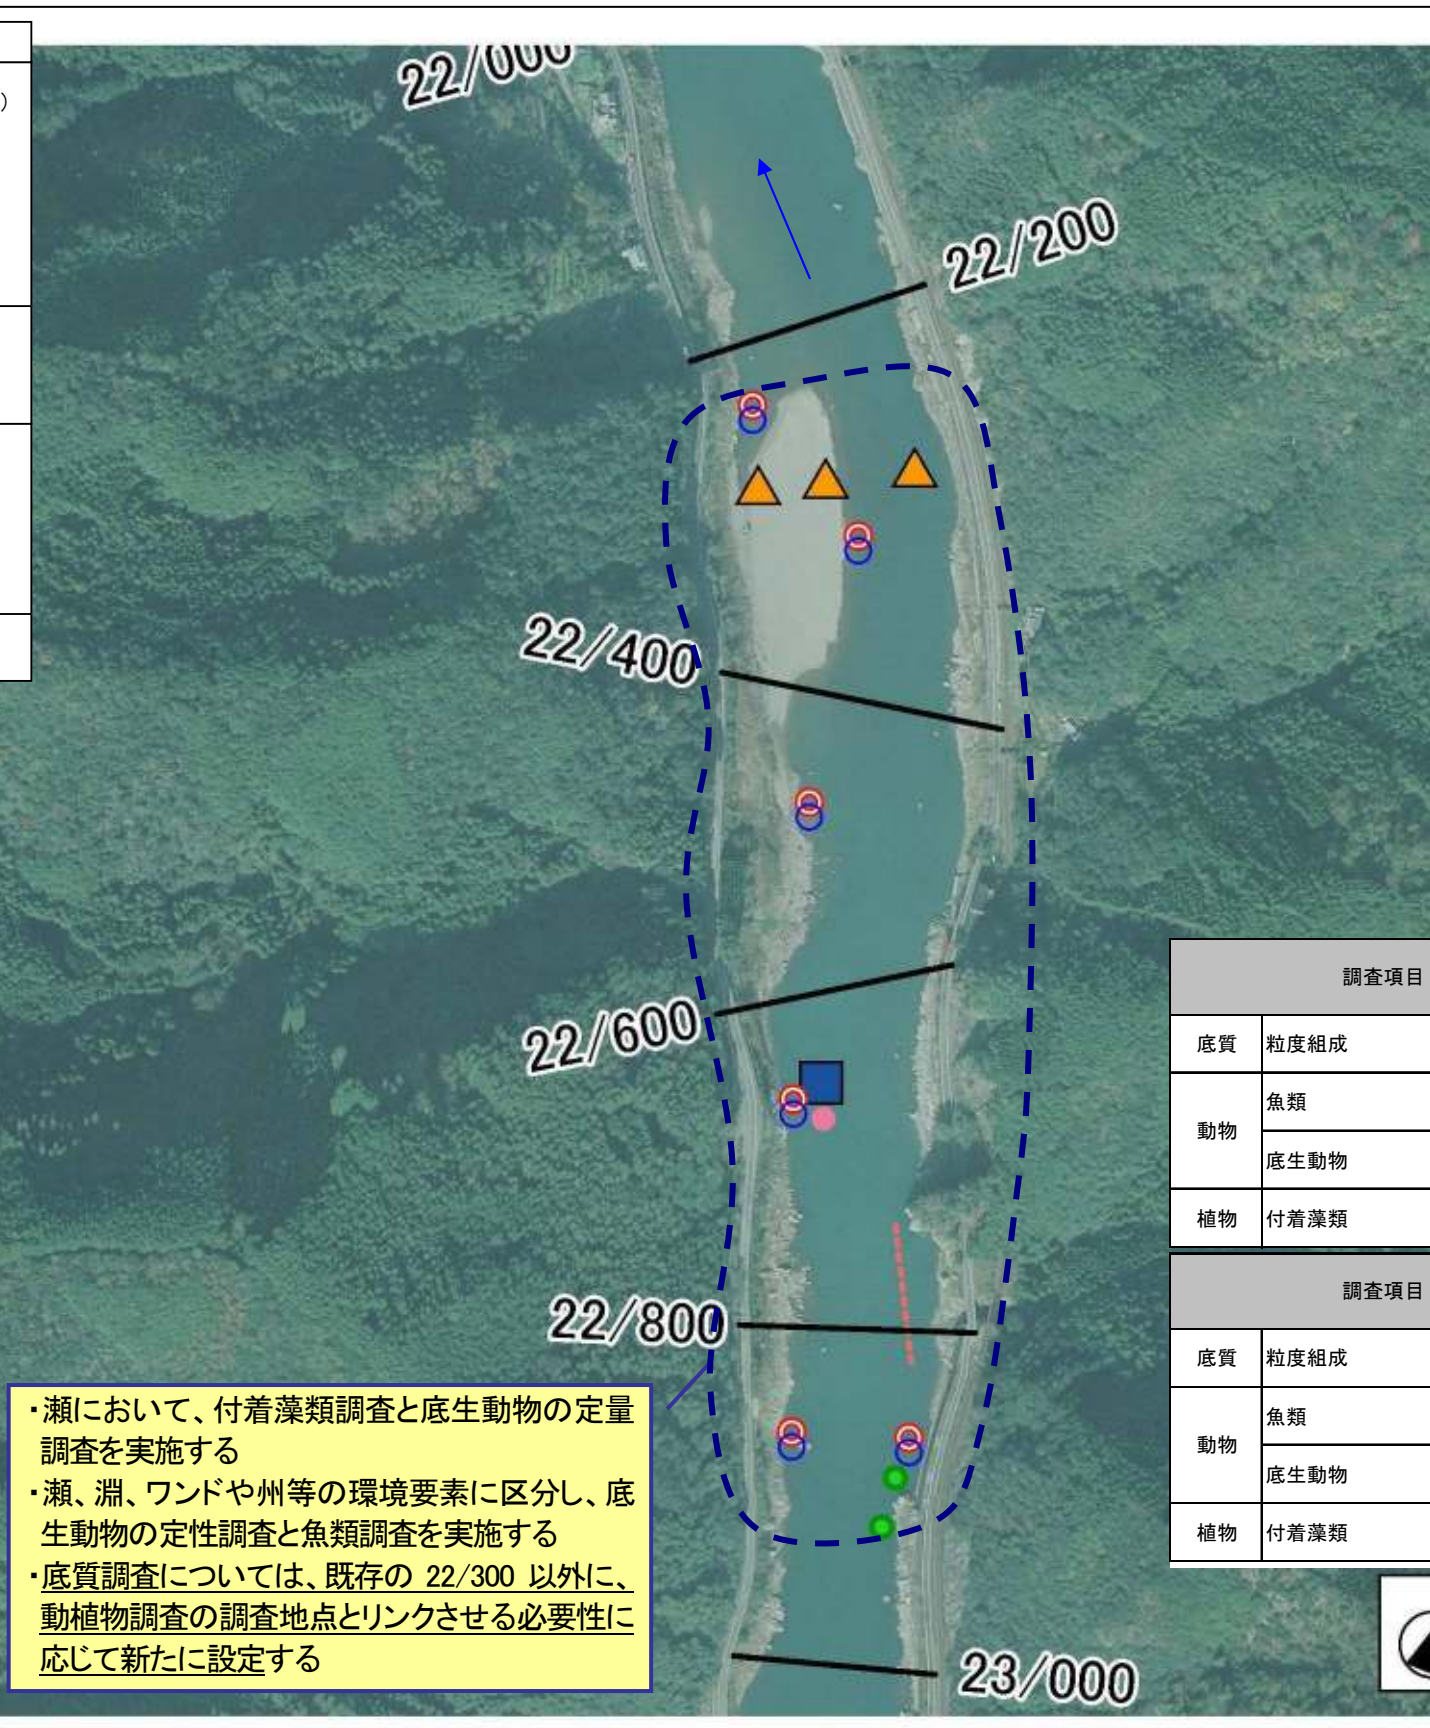 )
22/000
22/200
22/400
22/600
22/800
23/000
・瀬において、付着藻類調査と底生動物の定量
調査を実施する
・瀬、淵、ワンドや州等の環境要素に区分し、底
生動物の定性調査と魚類調査を実施する
・底質調査については、既存の 22/300 以外に、
動植物調査の調査地点とリンクさせる必要性に
応じて新たに設定する
調査項目
底質 粒度組成
動物 魚類
底生動物
植物 付着藻類
調査項目
底質 粒度組成
動物 魚類
底生動物
植物 付着藻類